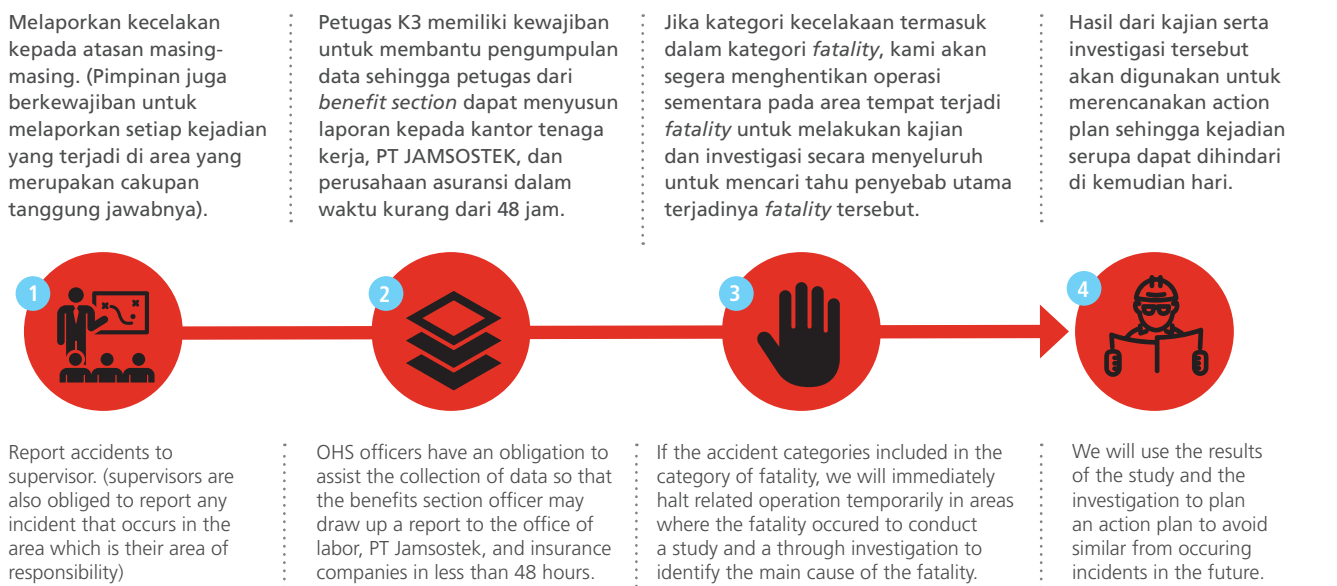 Melaporkan kecelakan
kepada atasan masing-
masing. (Pimpinan juga
berkewajiban untuk
melaporkan setiap kejadian
yang terjadi di area yang
merupakan cakupan
tanggung jawabnya).
Petugas K3 memiliki kewajiban
untuk membantu pengumpulan
data sehingga petugas dari
benefit section dapat menyusun
laporan kepada kantor tenaga
kerja, PT JAMSOSTEK, dan
perusahaan asuransi dalam
waktu kurang dari 48 jam.
Jika kategori kecelakaan termasuk
dalam kategori fatality, kami akan
segera menghentikan operasi
sementara pada area tempat terjadi
fatality untuk melakukan kajian
dan investigasi secara menyeluruh
untuk mencari tahu penyebab utama
terjadinya fatality tersebut.
Hasil dari kajian serta
investigasi tersebut
akan digunakan untuk
merencanakan action
plan sehingga kejadian
serupa dapat dihindari
di kemudian hari.
1
2
3
4
Report accidents to
supervisor. (supervisors are
also obliged to report any
incident that occurs in the
area which is their area of
responsibility)
OHS officers have an obligation to
assist the collection of data so that
the benefits section officer may
draw up a report to the office of
labor, PT Jamsostek, and insurance
companies in less than 48 hours.
If the accident categories included in the
category of fatality, we will immediately
halt related operation temporarily in areas
where the fatality occured to conduct
a study and a through investigation to
identify the main cause of the fatality.
We will use the results
of the study and the
investigation to plan
an action plan to avoid
similar from occuring
incidents in the future.